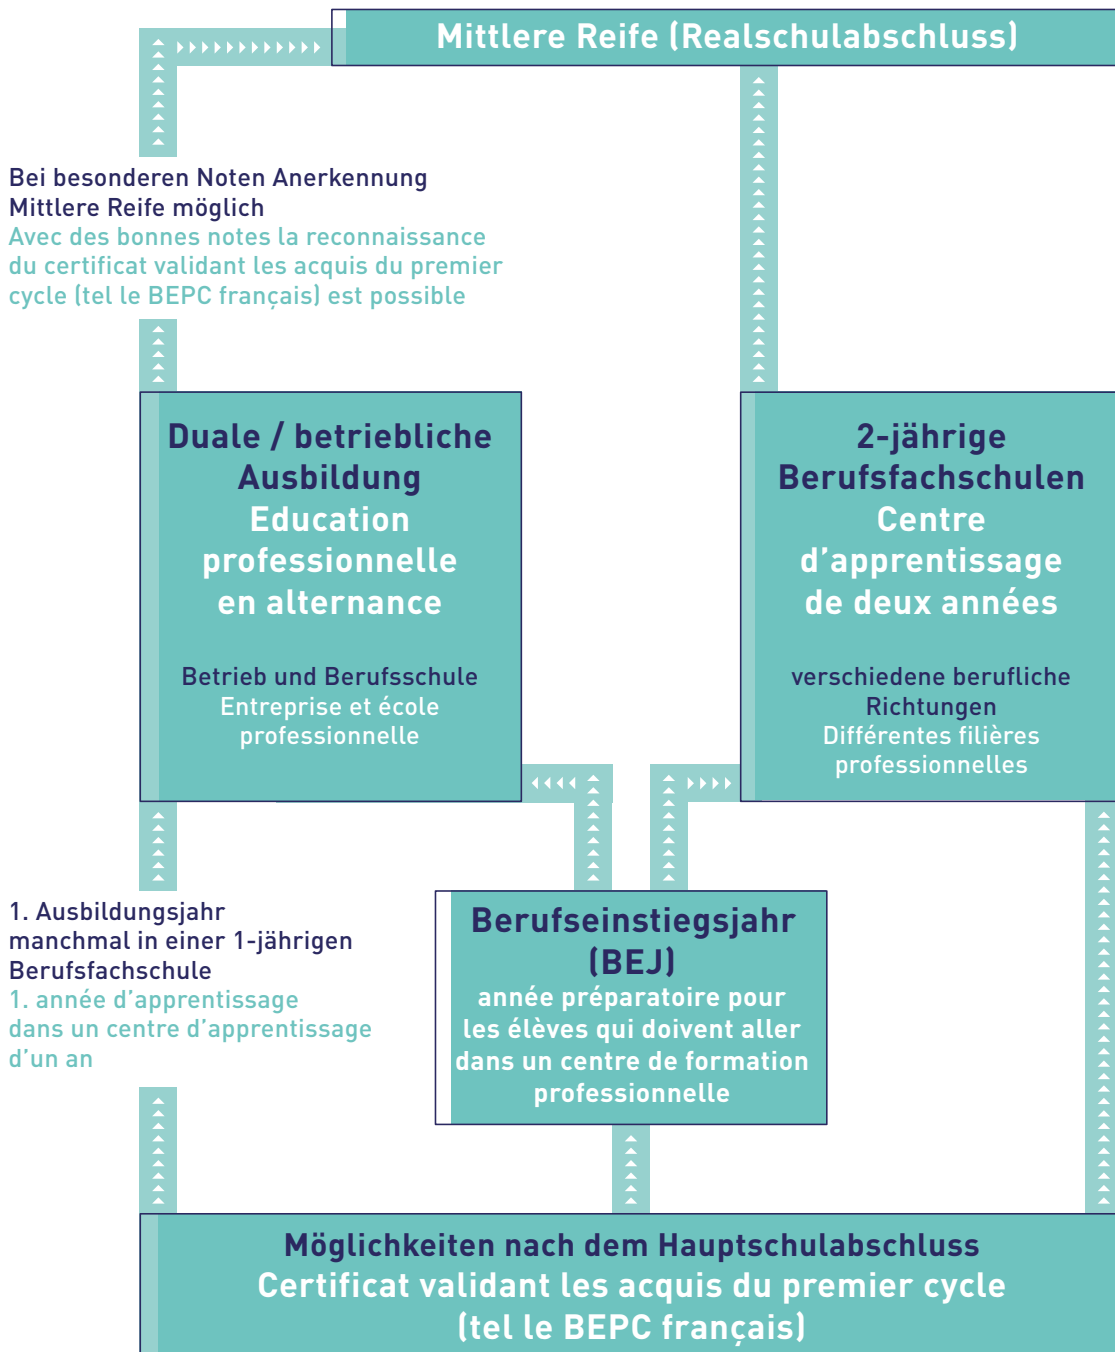 Mittlere Reife (Realschulabschluss)
Bei besonderen Noten Anerkennung
Mittlere Reife möglich
Avec des bonnes notes la reconnaissance
du certificat validant les acquis du premier
cycle (tel le BEPC français) est possible
Duale / betriebliche
Ausbildung
Education
professionnelle
en alternance
Betrieb und Berufsschule
Entreprise et école
professionnelle
2-jährige
Berufsfachschulen
Centre
d’apprentissage
de deux années
verschiedene berufliche
Richtungen
Différentes filières
professionnelles
1. Ausbildungsjahr
manchmal in einer 1-jährigen
Berufsfachschule
1. année d’apprentissage
dans un centre d’apprentissage
d’un an
Berufseinstiegsjahr
(BEJ)
année préparatoire pour
les élèves qui doivent aller
dans un centre de formation
professionnelle
Möglichkeiten nach dem Hauptschulabschluss
Certificat validant les acquis du premier cycle
(tel le BEPC français)